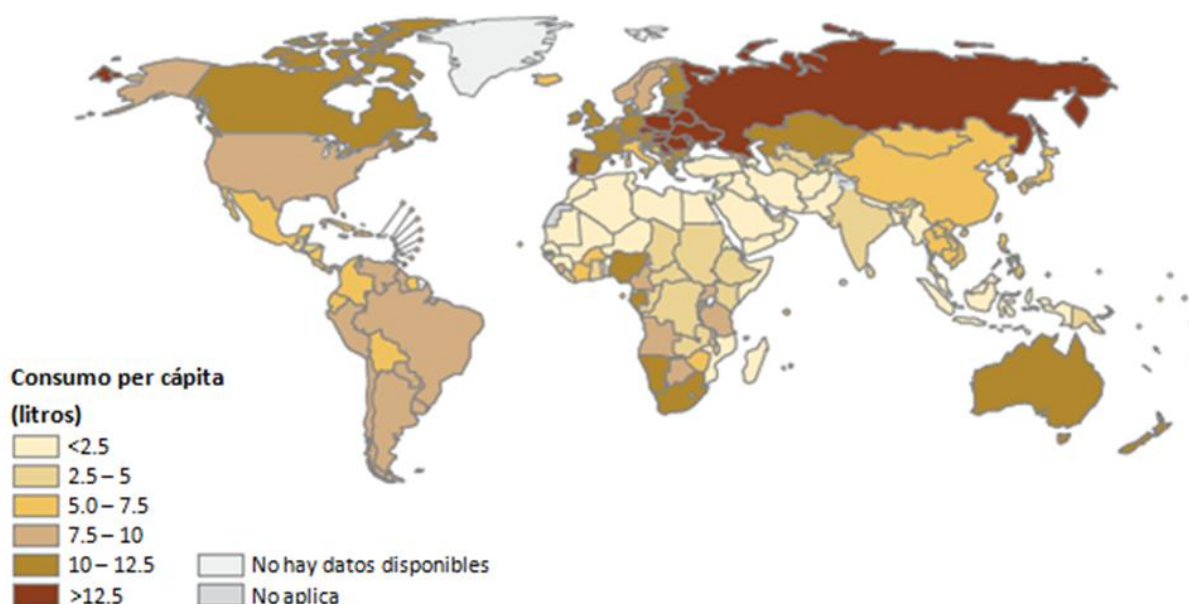 Consumo per cápita
(litros)
<2.5
2.5 – 5
5.0 – 7.5
7.5 – 10
10 – 12.5
>12.5
No hay datos disponibles
No aplica